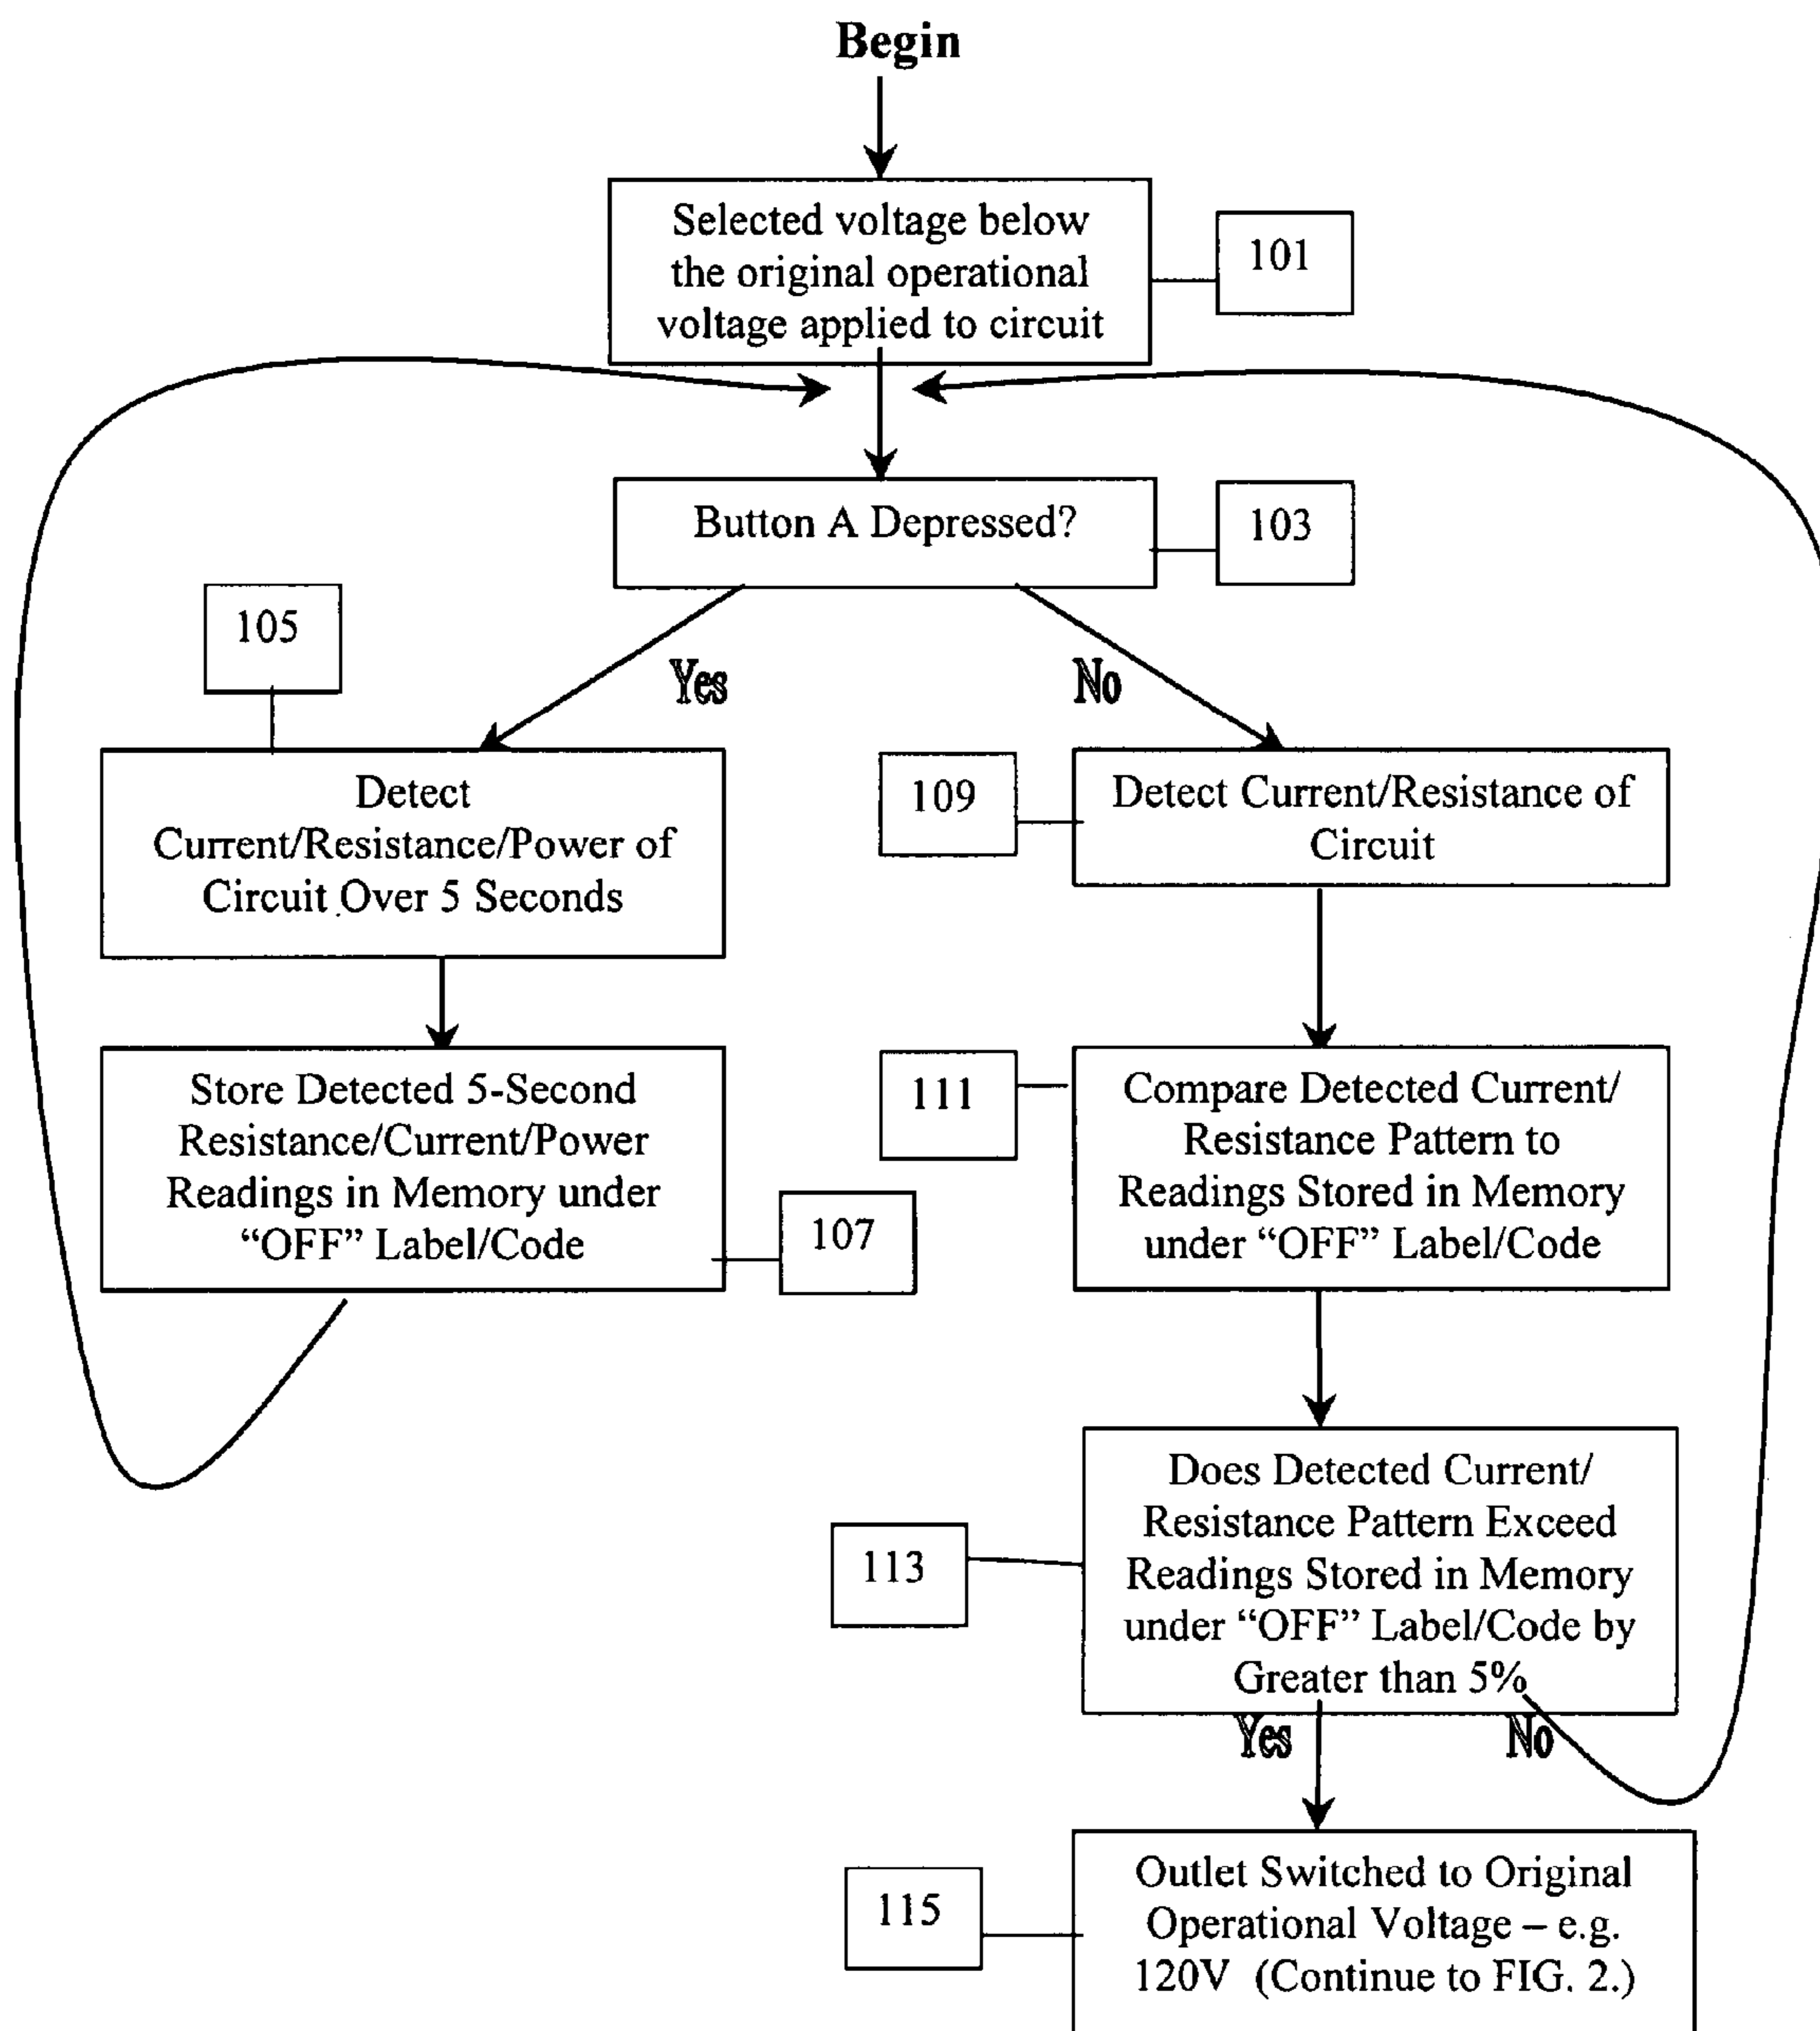 Begin
Selected voltage below
the original operational
voltage applied to circuit
101
Button A Depressed?
103
105
Yes
No
Detect
Current/Resistance/Power of
Circuit Over 5 Seconds
109
Detect Current/Resistance of
Circuit
Store Detected 5-Second
Resistance/Current/Power
Readings in Memory under
“OFF” Label/Code
107
111
Compare Detected Current/
Resistance Pattern to
Readings Stored in Memory
under “OFF” Label/Code
113
Does Detected Current/
Resistance Pattern Exceed
Readings Stored in Memory
under “OFF” Label/Code by
Greater than 5%
Yes
No
115
Outlet Switched to Original
Operational Voltage – e.g.
120V (Continue to FIG. 2.)